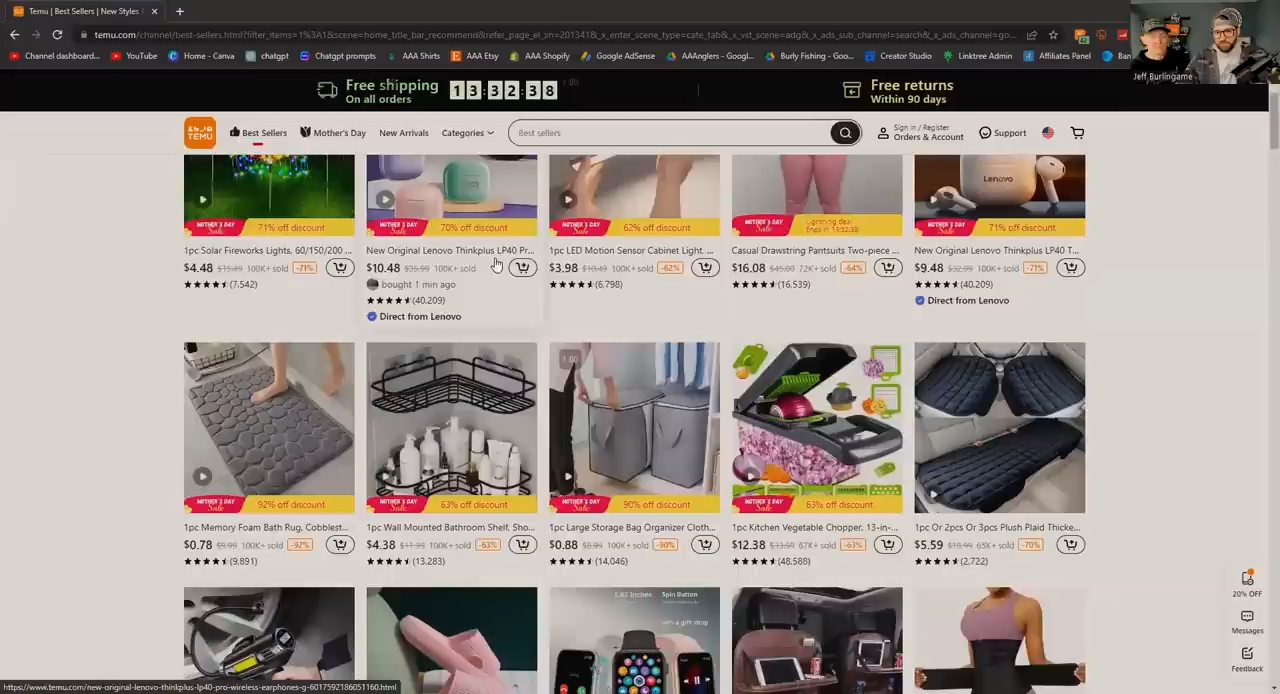 Temu | Best Sellers | New Styles
temu.com/channel/best-sellers.html?filter_items=1%3A1&scene=home_title_bar_recommend&refer_page_el_sn=201341&_x_enter_scene_type=cate_tab&_x_vst_scene=adg&_x_ads_sub_channel=search&_x_ads_channel=go...
Channel dashboard... YouTube Home - Canva chatgpt Chatgpt prompts AAA Shirts AAA Etsy AAA Shopify Google AdSense AAAnglers - Googl... Burly Fishing - Goo... Creator Studio Linktree Admin Affiliate Panel Ban
Jeff Burlingame
Free shipping
On all orders
13:32:38
Free returns
Within 90 days
TEMU
Best Sellers
Mother's Day
New Arrivals
Categories
Best sellers
Sign in / Register
Orders & Account
Support
Lenovo
MOTHER'S DAY Sale 71% off discount
MOTHER'S DAY Sale 70% off discount
MOTHER'S DAY Sale 62% off discount
MOTHER'S DAY Sale Lightning deal
Ends in 13:32:38
MOTHER'S DAY Sale 71% off discount
1pc Solar Fireworks Lights, 60/150/200 ...
$4.48 $15.49 100K+ sold -71%
(7,542)
New Original Lenovo Thinkplus LP40 Pr...
$10.48 $35.99 100K+ sold
bought 1 min ago
(40,209)
Direct from Lenovo
1pc LED Motion Sensor Cabinet Light, ...
$3.98 $10.49 100K+ sold -62%
(6,798)
Casual Drawstring Pantsuits Two-piece ...
$16.08 $45.00 72K+ sold -64%
(16,539)
New Original Lenovo Thinkplus LP40 T...
$9.48 $32.99 100K+ sold -71%
(40,209)
Direct from Lenovo
MOTHER'S DAY Sale 92% off discount
MOTHER'S DAY Sale 63% off discount
MOTHER'S DAY Sale 90% off discount
MOTHER'S DAY Sale 63% off discount
MOTHER'S DAY Sale 70% off discount
1pc Memory Foam Bath Rug, Cobblest...
$0.78 $9.99 100K+ sold -92%
(9,891)
1pc Wall Mounted Bathroom Shelf, Sho...
$4.38 $11.99 100K+ sold -63%
(13,283)
1pc Large Storage Bag Organizer Cloth...
$0.88 $8.99 100K+ sold -90%
(14,046)
1pc Kitchen Vegetable Chopper, 13-in-...
$12.38 67K+ sold -63%
(48,588)
1pc Or 2pcs Or 3pcs Plush Plaid Thicke...
$5.59 $18.99 65K+ sold -70%
(2,722)
1.82 Inches Spin Button
20% OFF
Messages
Feedback
https://www.temu.com/new-original-lenovo-thinkplus-lp40-pro-wireless-earphones-g-601759218605​1160.html